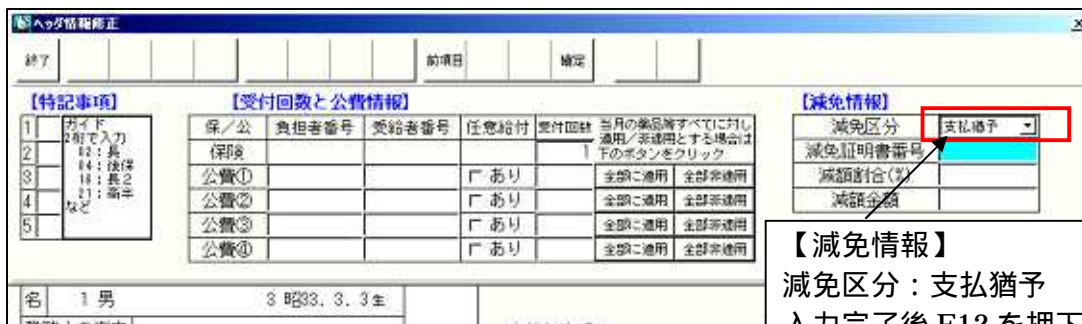 ヘッダ情報修正
終了 前項目 確定
【特記事項】 【受付回数と公費情報】 【減免情報】
1
2
3
4
5
ガイド
2桁で入力
02：長
04：後保
16：長2
21：高半
など
保／公 負担者番号 受給者番号 任意給付 受付回数
当月の薬品等すべてに対し
適用／非適用とする場合は
下のボタンをクリック
保険 1
公費① あり 全部に適用 全部非適用
公費② あり 全部に適用 全部非適用
公費③ あり 全部に適用 全部非適用
公費④ あり 全部に適用 全部非適用
減免区分 支払猶予
減免証明書番号
減額割合(%)
減額金額
【減免情報】
減免区分：支払猶予
入力完了後 F12 を押下
名 1 男 3 昭33. 3. 3生